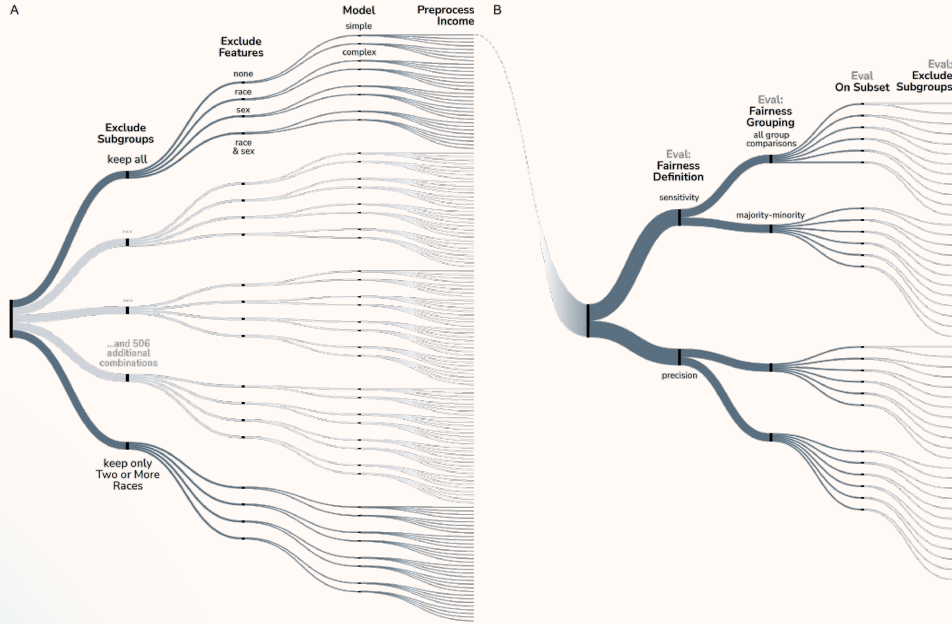 A
Exclude
Subgroups
keep all
...
...
...and 506
additional
combinations
keep only
Two or More
Races
Exclude
Features
none
race
sex
race
& sex
Model
simple
complex
Preprocess
Income
B
Eval:
Fairness
Definition
sensitivity
precision
Eval:
Fairness
Grouping
all group
comparisons
majority-minority
Eval
On Subset
Eval:
Exclude
Subgroups